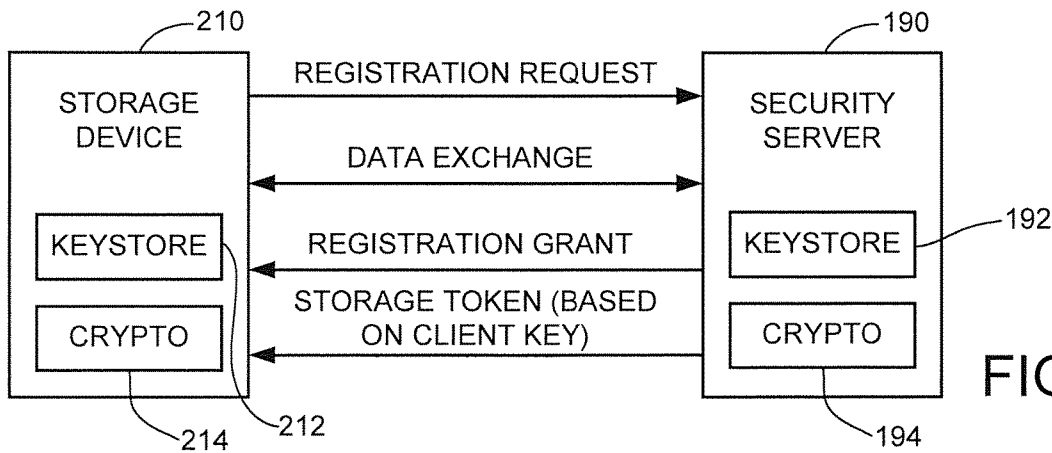 210
190
STORAGE
DEVICE
REGISTRATION REQUEST
SECURITY
SERVER
DATA EXCHANGE
KEYSTORE
REGISTRATION GRANT
KEYSTORE
192
STORAGE TOKEN (BASED
ON CLIENT KEY)
CRYPTO
CRYPTO
FIG
214
212
194